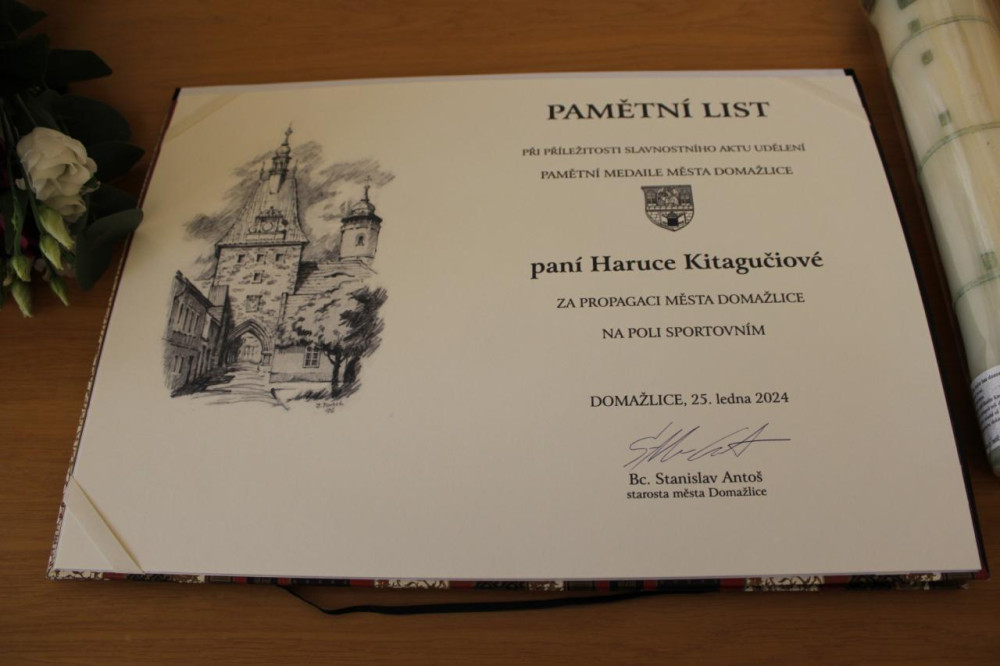 PAMĚTNÍ LIST
PŘI PŘÍLEŽITOSTI SLAVNOSTNÍHO AKTU UDĚLENÍ
PAMĚTNÍ MEDAILE MĚSTA DOMAŽLICE
paní Haruce Kitagučiové
ZA PROPAGACI MĚSTA DOMAŽLICE
NA POLI SPORTOVNÍM
DOMAŽLICE, 25. ledna 2024
Bc. Stanislav Antoš
starosta města Domažlice